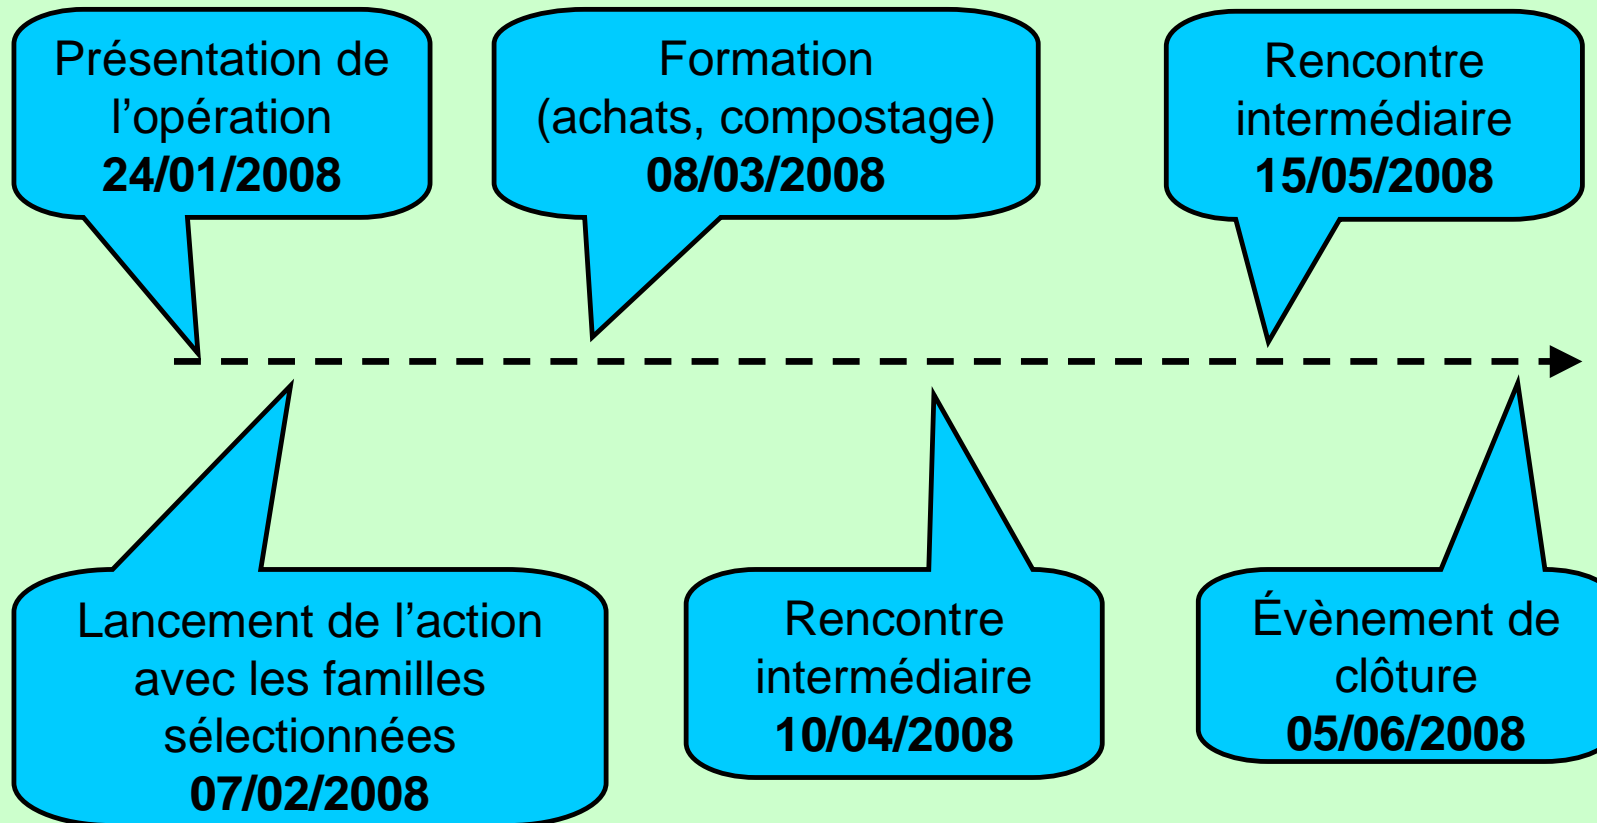 Présentation de
l’opération
24/01/2008
Formation
(achats, compostage)
08/03/2008
Rencontre
intermédiaire
15/05/2008
Lancement de l’action
avec les familles
sélectionnées
07/02/2008
Rencontre
intermédiaire
10/04/2008
Évènement de
clôture
05/06/2008